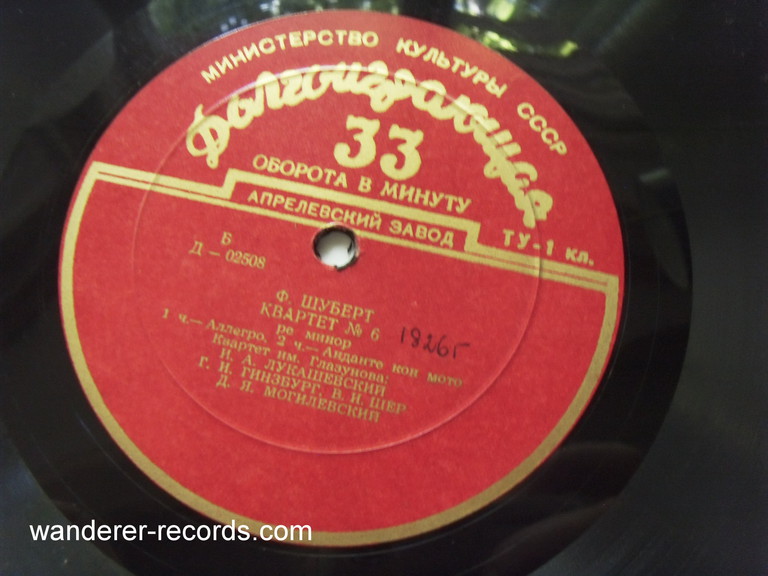 МИНИСТЕРСТВО КУЛЬТУРЫ СССР
Долгоиграющая
33
ОБОРОТА В МИНУТУ
АПРЕЛЕВСКИЙ ЗАВОД
ТУ-1 кл.
Б
Д — 02508
Ф. ШУБЕРТ
КВАРТЕТ № 6
ре минор
1826г
1 ч.— Аллегро, 2 ч.— Анданте кон мото
Квартет им. Глазунова:
И. А. ЛУКАШЕВСКИЙ
Г. И. ГИНЗБУРГ, В. И. ШЕР
Д. Я. МОГИЛЕВСКИЙ
wanderer-records.com